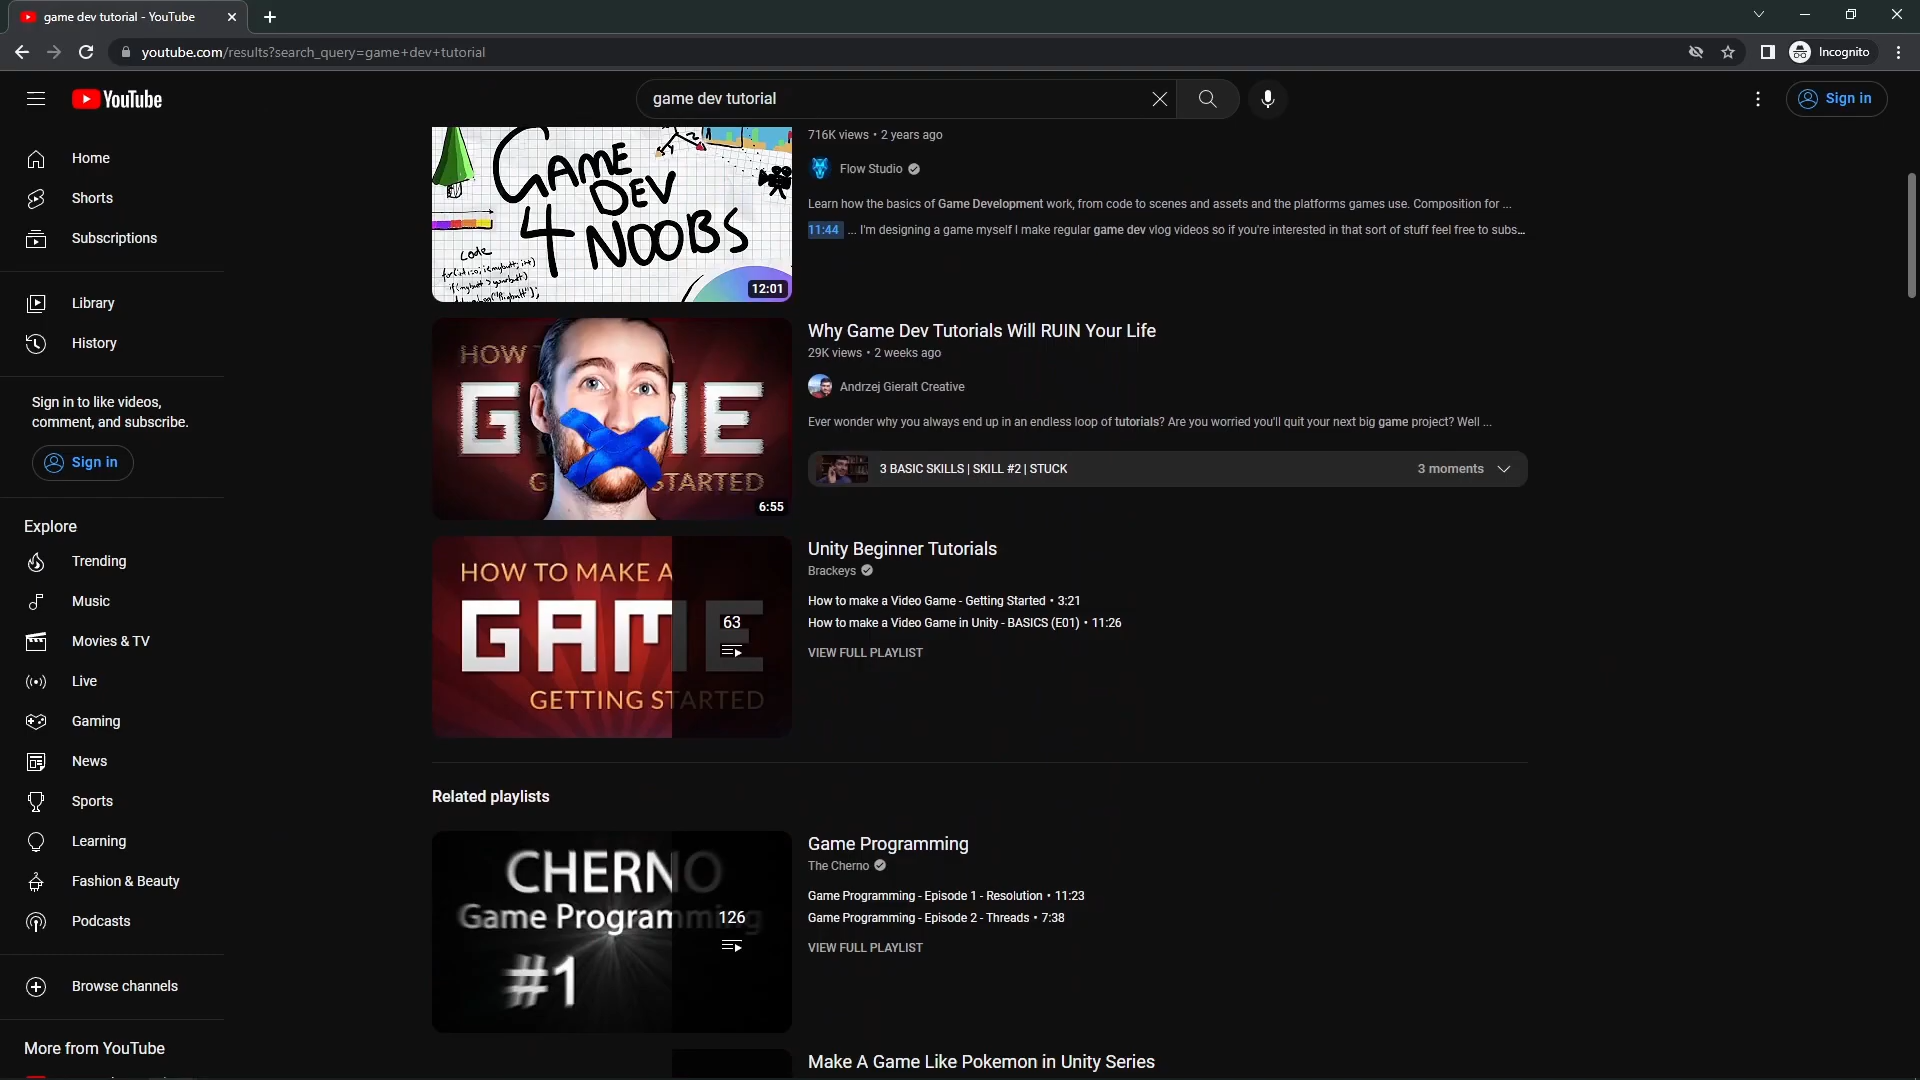 game dev tutorial - YouTube
youtube.com/results?search_query=game+dev+tutorial
Incognito
YouTube
game dev tutorial
Sign in
Home
Shorts
Subscriptions
Library
History
Sign in to like videos,
comment, and subscribe.
Sign in
Explore
Trending
Music
Movies & TV
Live
Gaming
News
Sports
Learning
Fashion & Beauty
Podcasts
Browse channels
More from YouTube
GAME
DEV
4 NOOBS
code
12:01
716K views • 2 years ago
Flow Studio
Learn how the basics of Game Development work, from code to scenes and assets and the platforms games use. Composition for ...
11:44 ... I'm designing a game myself I make regular game dev vlog videos so if you're interested in that sort of stuff feel free to subs...
HOW
6:55
Why Game Dev Tutorials Will RUIN Your Life
29K views • 2 weeks ago
Andrzej Gieralt Creative
Ever wonder why you always end up in an endless loop of tutorials? Are you worried you'll quit your next big game project? Well ...
3 BASIC SKILLS | SKILL #2 | STUCK
3 moments
HOW TO MAKE A
GAME
GETTING STARTED
63
Unity Beginner Tutorials
Brackeys
How to make a Video Game - Getting Started • 3:21
How to make a Video Game in Unity - BASICS (E01) • 11:26
VIEW FULL PLAYLIST
Related playlists
CHERNO
Game Programming
#1
126
Game Programming
The Cherno
Game Programming - Episode 1 - Resolution • 11:23
Game Programming - Episode 2 - Threads • 7:38
VIEW FULL PLAYLIST
Make A Game Like Pokemon in Unity Series